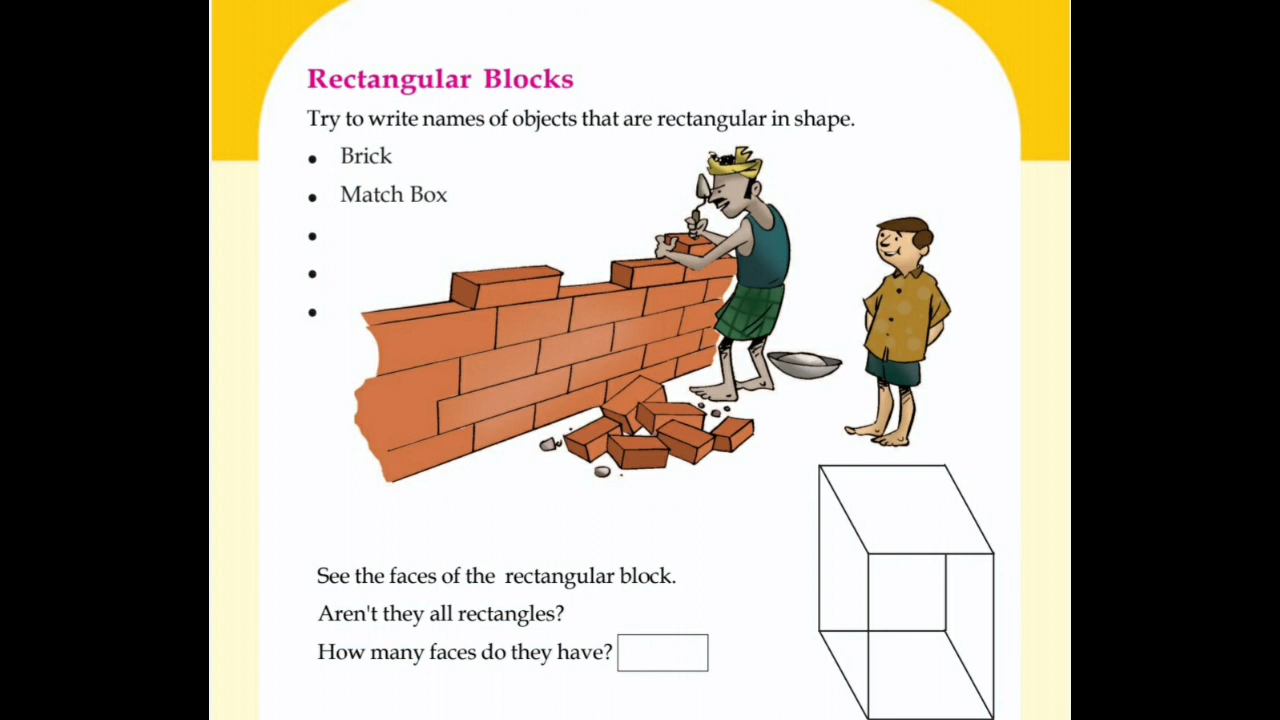 Rectangular Blocks
Try to write names of objects that are rectangular in shape.
• Brick
• Match Box
•
•
•
See the faces of the rectangular block.
Aren't they all rectangles?
How many faces do they have?